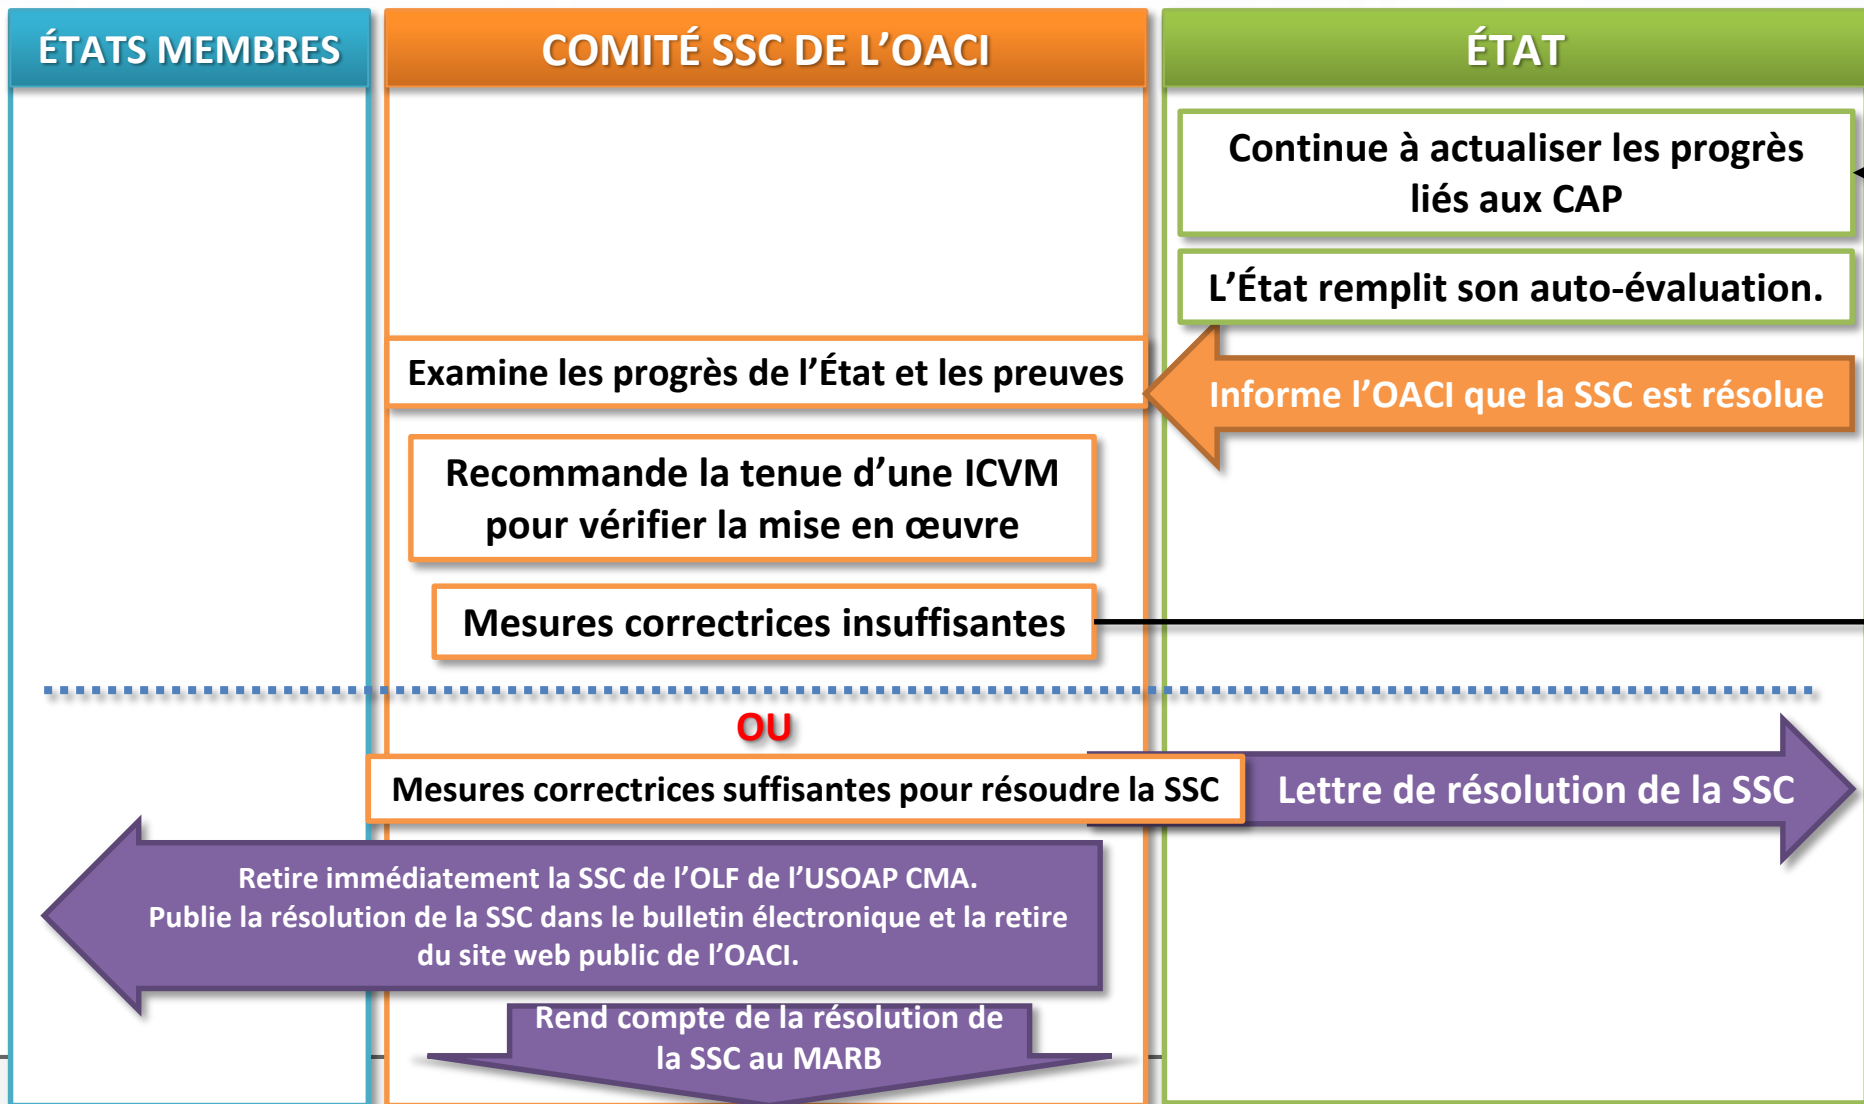 ÉTATS MEMBRES
COMITÉ SSC DE L’OACI
ÉTAT
Continue à actualiser les progrès
liés aux CAP
L’État remplit son auto-évaluation.
Informe l’OACI que la SSC est résolue
Examine les progrès de l’État et les preuves
Recommande la tenue d’une ICVM
pour vérifier la mise en œuvre
Mesures correctrices insuffisantes
OU
Mesures correctrices suffisantes pour résoudre la SSC
Lettre de résolution de la SSC
Retire immédiatement la SSC de l’OLF de l’USOAP CMA.
Publie la résolution de la SSC dans le bulletin électronique et la retire
du site web public de l’OACI.
Rend compte de la résolution de
la SSC au MARB